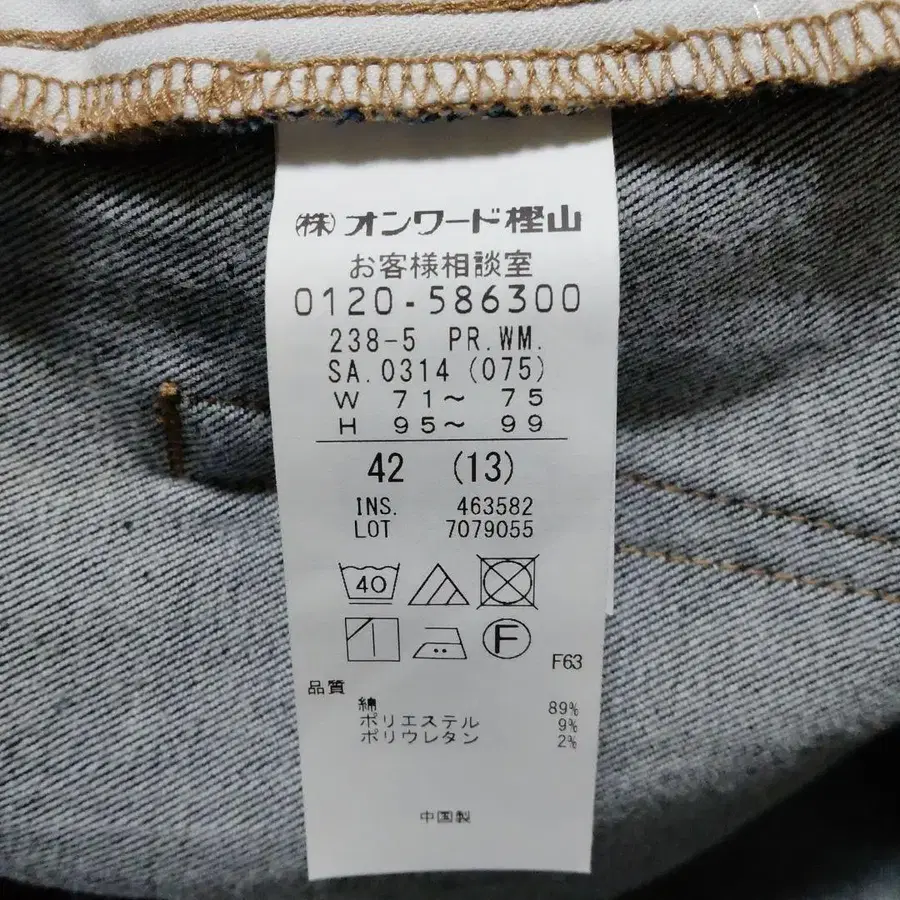 ㈱ オンワード樫山
お客様相談室
0120-586300
238-5 PR.WM.
SA.0314 (075)
W 71～ 75
H 95～ 99
42 (13)
INS. 463582
LOT 7079055
40
F
F63
品質
綿 89%
ポリエステル 9%
ポリウレタン 2%
中国製